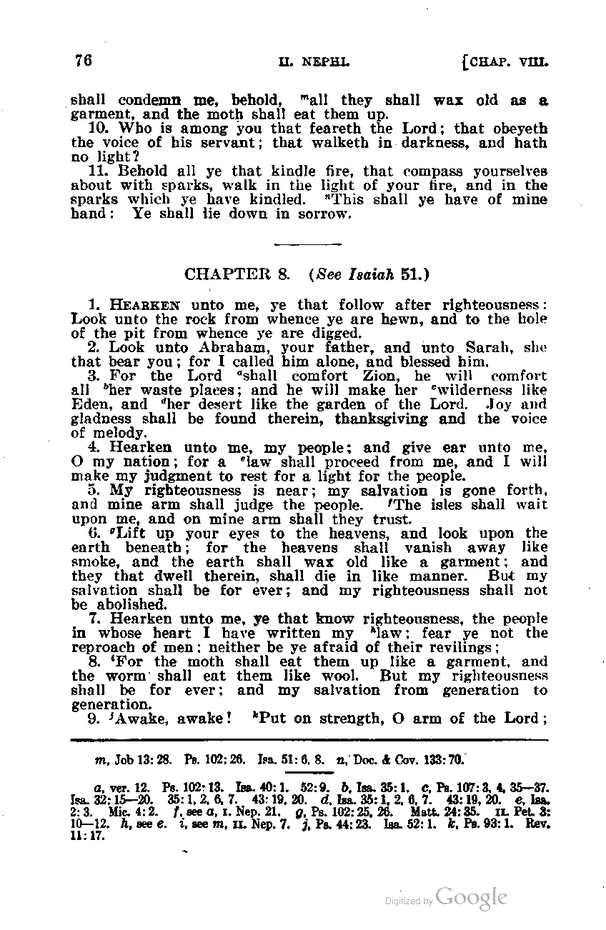 76 II. NEPHI. [CHAP. VIII.
shall condemn me, behold, ᵐall they shall wax old as a
garment, and the moth shall eat them up.
10. Who is among you that feareth the Lord; that obeyeth
the voice of his servant; that walketh in darkness, and hath
no light?
11. Behold all ye that kindle fire, that compass yourselves
about with sparks, walk in the light of your fire, and in the
sparks which ye have kindled. ⁿThis shall ye have of mine
hand: Ye shall lie down in sorrow.
CHAPTER 8. (See Isaiah 51.)
1. HEARKEN unto me, ye that follow after righteousness:
Look unto the rock from whence ye are hewn, and to the hole
of the pit from whence ye are digged.
2. Look unto Abraham, your father, and unto Sarah, she
that bear you; for I called him alone, and blessed him.
3. For the Lord ᵃshall comfort Zion, he will comfort
all ᵇher waste places; and he will make her ᶜwilderness like
Eden, and ᵈher desert like the garden of the Lord. Joy and
gladness shall be found therein, thanksgiving and the voice
of melody.
4. Hearken unto me, my people; and give ear unto me,
O my nation; for a ᵉlaw shall proceed from me, and I will
make my judgment to rest for a light for the people.
5. My righteousness is near; my salvation is gone forth,
and mine arm shall judge the people. ᶠThe isles shall wait
upon me, and on mine arm shall they trust.
6. ᵍLift up your eyes to the heavens, and look upon the
earth beneath; for the heavens shall vanish away like
smoke, and the earth shall wax old like a garment; and
they that dwell therein, shall die in like manner. But my
salvation shall be for ever; and my righteousness shall not
be abolished.
7. Hearken unto me, ye that know righteousness, the people
in whose heart I have written my ʰlaw; fear ye not the
reproach of men; neither be ye afraid of their revilings;
8. ⁱFor the moth shall eat them up like a garment, and
the worm shall eat them like wool. But my righteousness
shall be for ever; and my salvation from generation to
generation.
9. ʲAwake, awake! ᵏPut on strength, O arm of the Lord;
m, Job 13: 28. Ps. 102: 26. Isa. 51: 6, 8. n, Doc. & Cov. 133: 70.
a, ver. 12. Ps. 102: 13. Isa. 40: 1. 52: 9. b, Isa. 35: 1. c, Ps. 107: 3, 4, 35—37.
Isa. 32: 15—20. 35: 1, 2, 6, 7. 43: 19, 20. d, Isa. 35: 1, 2, 6, 7. 43: 19, 20. e, Isa.
2: 3. Mic. 4: 2. f, see a, I. Nep. 21. g, Ps. 102: 25, 26. Matt. 24: 35. II. Pet. 3:
10—12. h, see e. i, see m, II. Nep. 7. j, Ps. 44: 23. Isa. 52: 1. k, Ps. 93: 1. Rev.
11: 17.
Digitized by Google